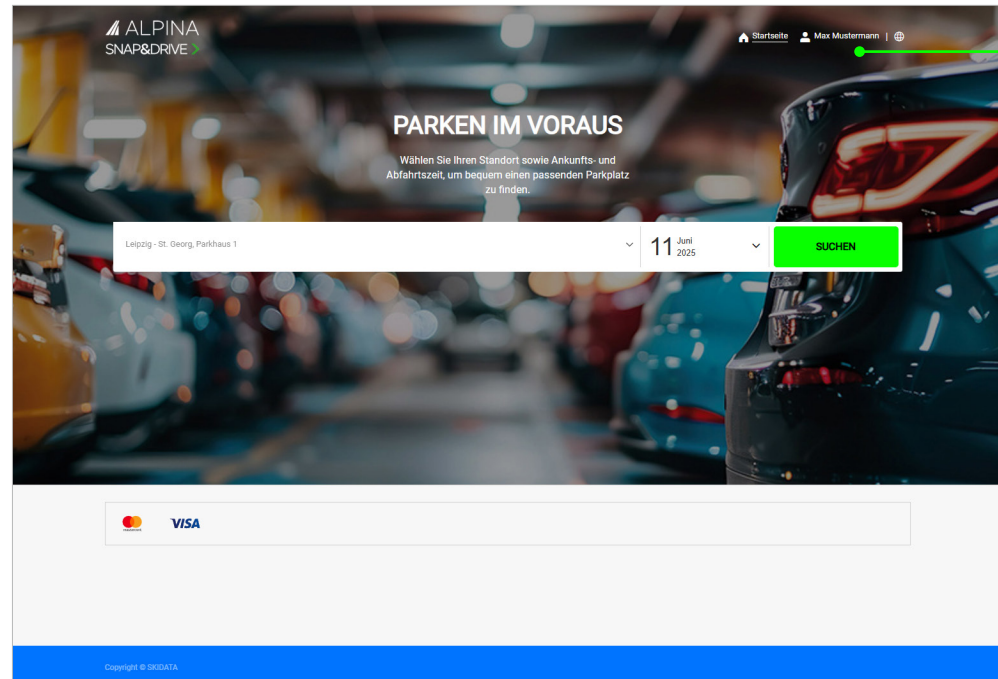 ALPINA
SNAP&DRIVE >
Startseite Max Mustermann |
PARKEN IM VORAUS
Wählen Sie Ihren Standort sowie Ankunfts- und
Abfahrtszeit, um bequem einen passenden Parkplatz
zu finden.
Leipzig - St. Georg, Parkhaus 1
11 Juni
2025
SUCHEN
VISA
Copyright © SKIDATA